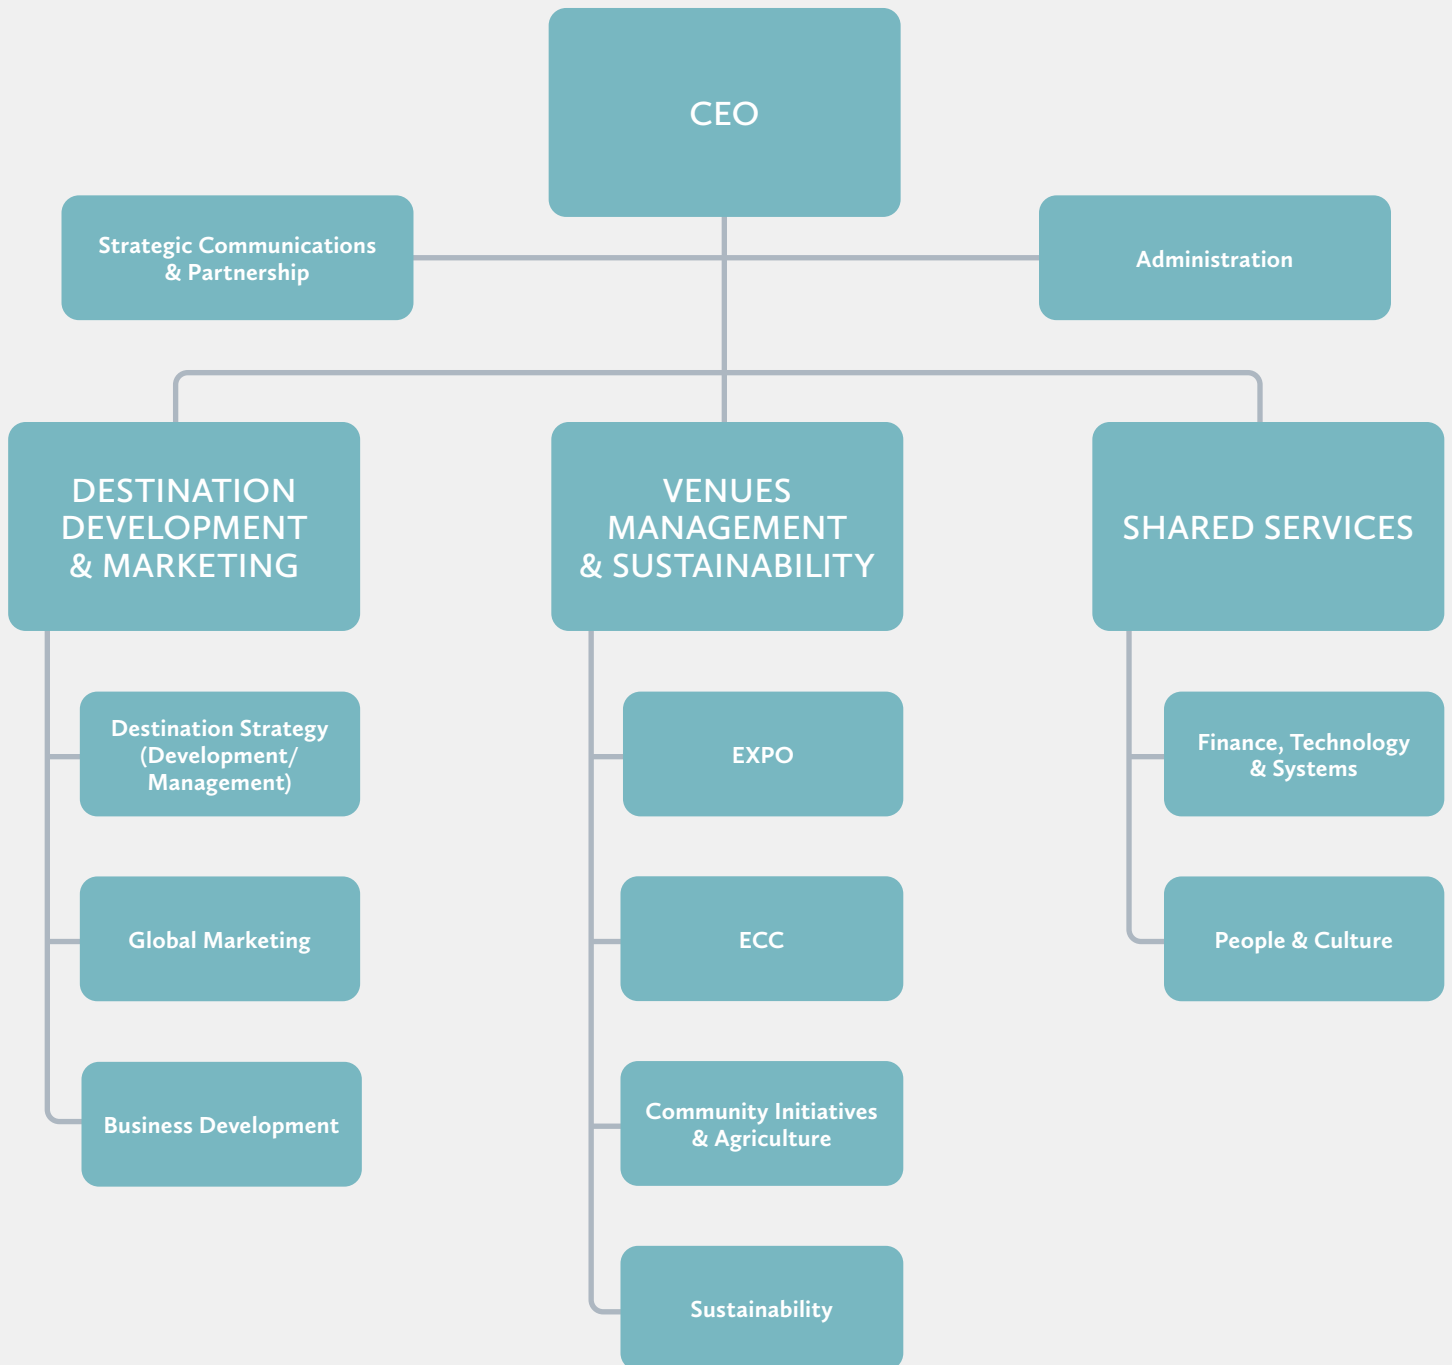 CEO
Strategic Communications
& Partnership
Administration
DESTINATION
DEVELOPMENT
& MARKETING
VENUES
MANAGEMENT
& SUSTAINABILITY
SHARED SERVICES
Destination Strategy
(Development/
Management)
EXPO
Finance, Technology
& Systems
Global Marketing
ECC
People & Culture
Business Development
Community Initiatives
& Agriculture
Sustainability